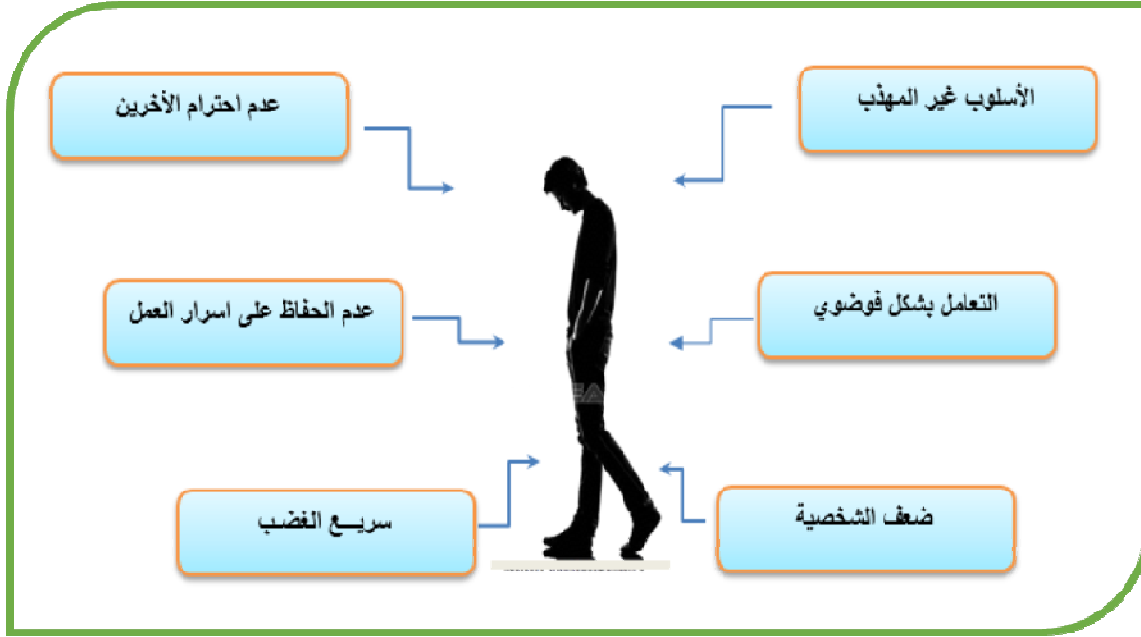 الأسلوب غير المهذب
عدم احترام الأخرين
التعامل بشكل فوضوي
عدم الحفاظ على اسرار العمل
ضعف الشخصية
سريـــع الغضب